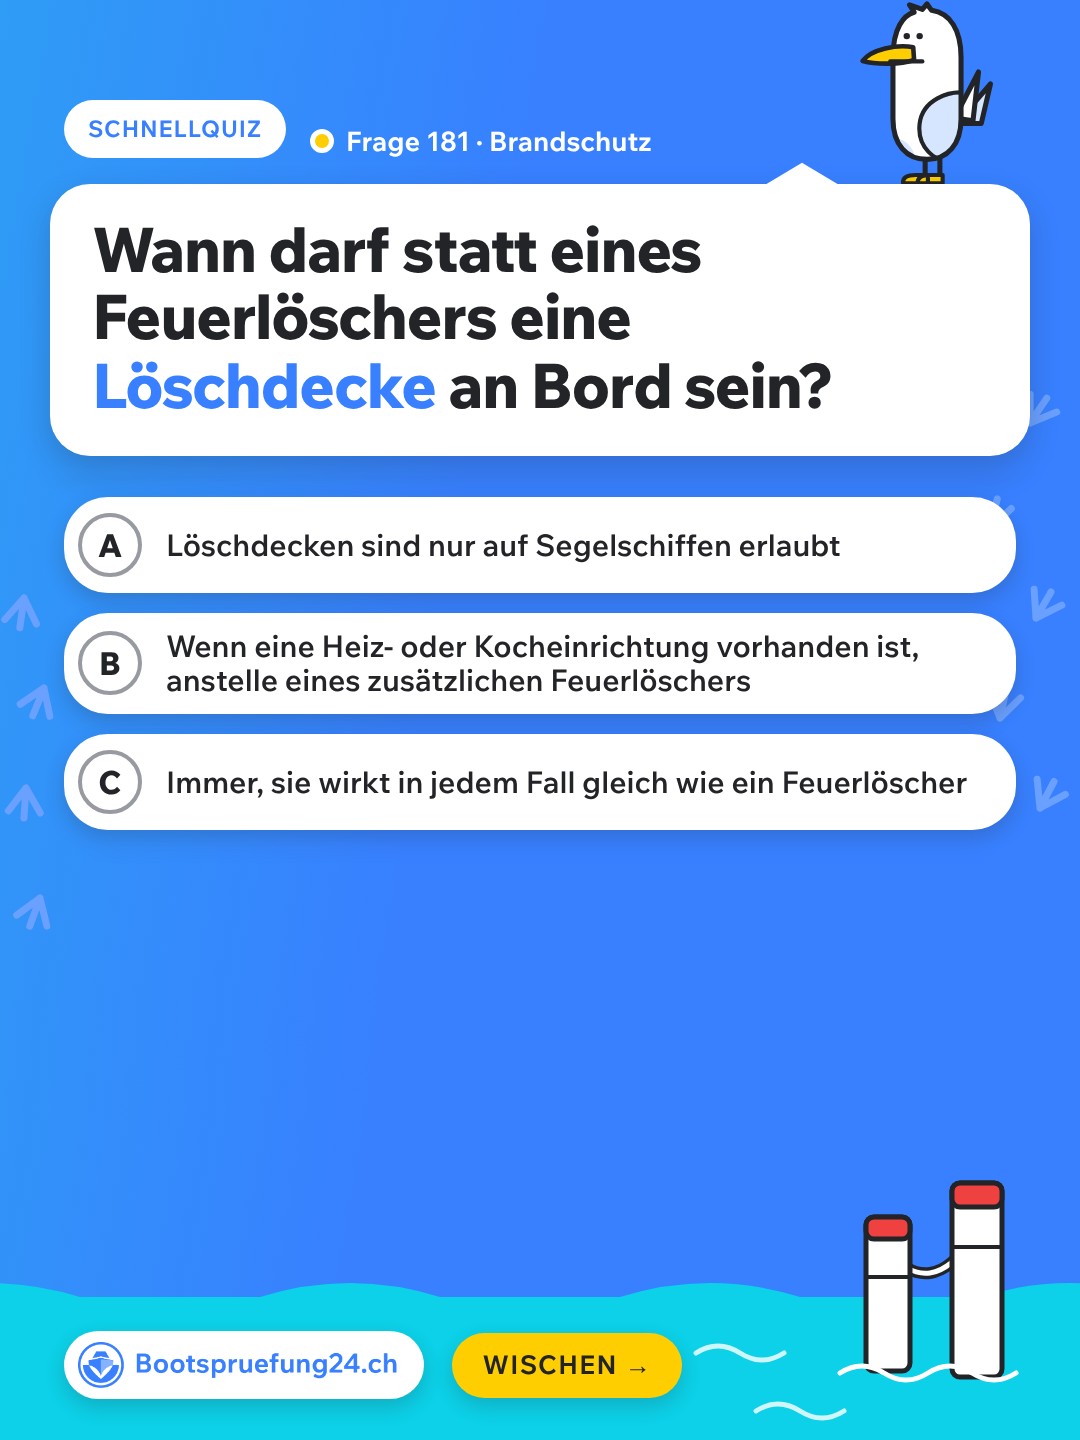 SCHNELLQUIZ
Frage 181 · Brandschutz
Wann darf statt eines
Feuerlöschers eine
Löschdecke an Bord sein?
A Löschdecken sind nur auf Segelschiffen erlaubt
B Wenn eine Heiz- oder Kocheinrichtung vorhanden ist,
anstelle eines zusätzlichen Feuerlöschers
C Immer, sie wirkt in jedem Fall gleich wie ein Feuerlöscher
Bootspruefung24.ch
WISCHEN →